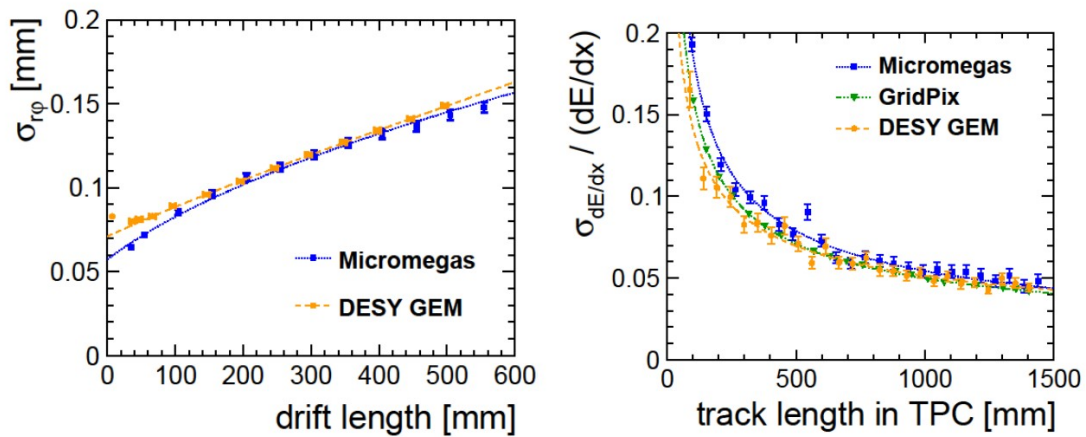 σrφ [mm]
0.2
0.15
0.1
0.05
0
Micromegas
DESY GEM
0 100 200 300 400 500 600
drift length [mm]
σdE/dx / (dE/dx)
0.2
0.15
0.1
0.05
0
Micromegas
GridPix
DESY GEM
0 500 1000 1500
track length in TPC [mm]